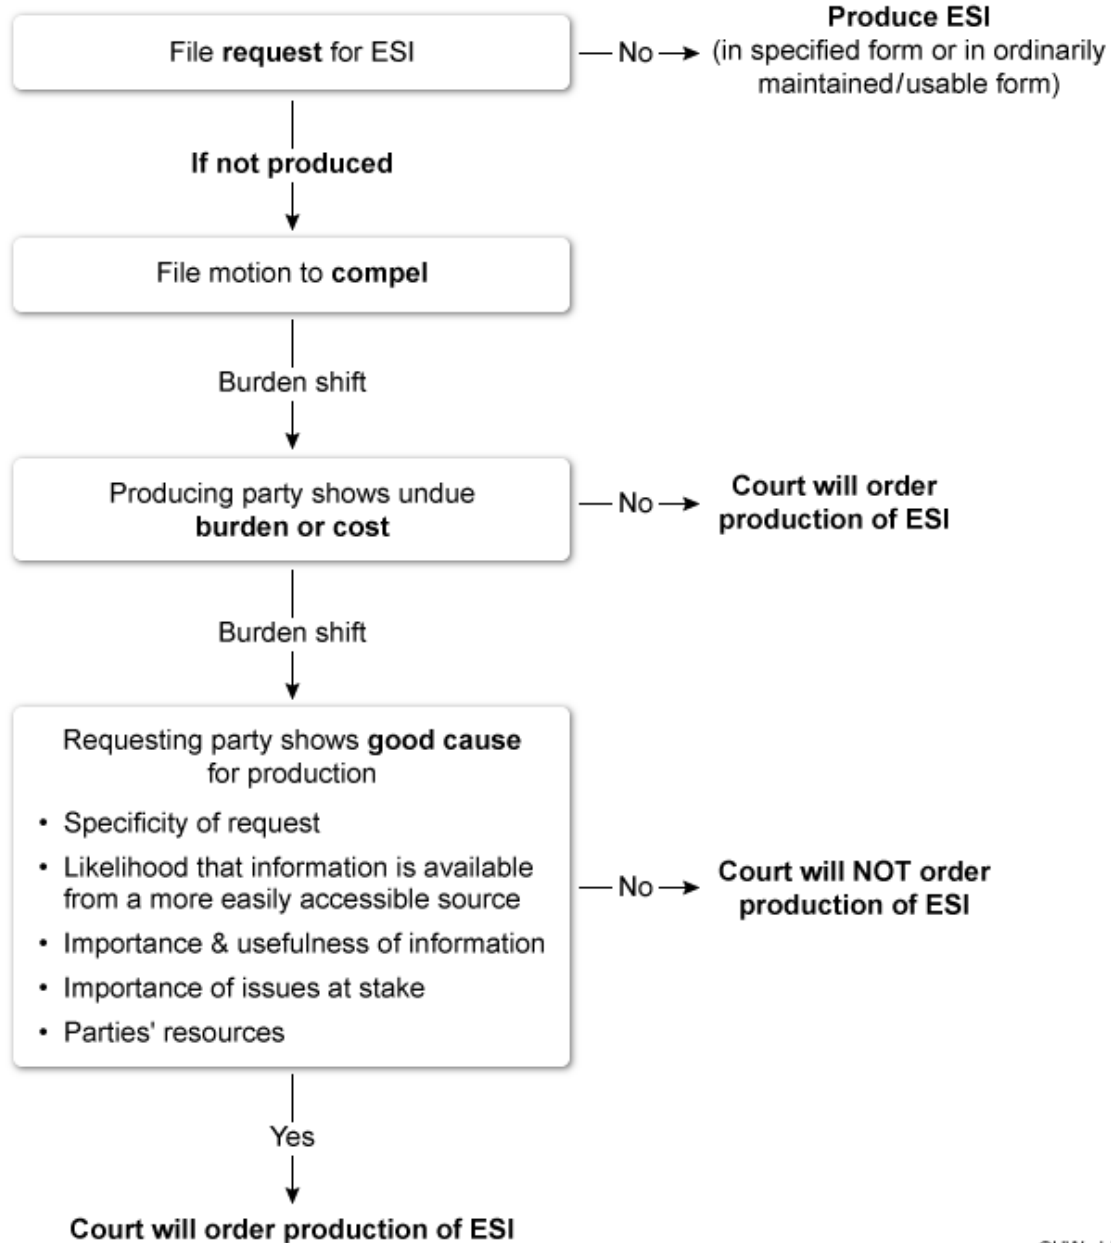 File request for ESI
No
Produce ESI
(in specified form or in ordinarily
maintained/usable form)
If not produced
File motion to compel
Burden shift
Producing party shows undue
burden or cost
No
Court will order
production of ESI
Burden shift
Requesting party shows good cause
for production
• Specificity of request
• Likelihood that information is available
from a more easily accessible source
• Importance & usefulness of information
• Importance of issues at stake
• Parties' resources
No
Court will NOT order
production of ESI
Yes
Court will order production of ESI